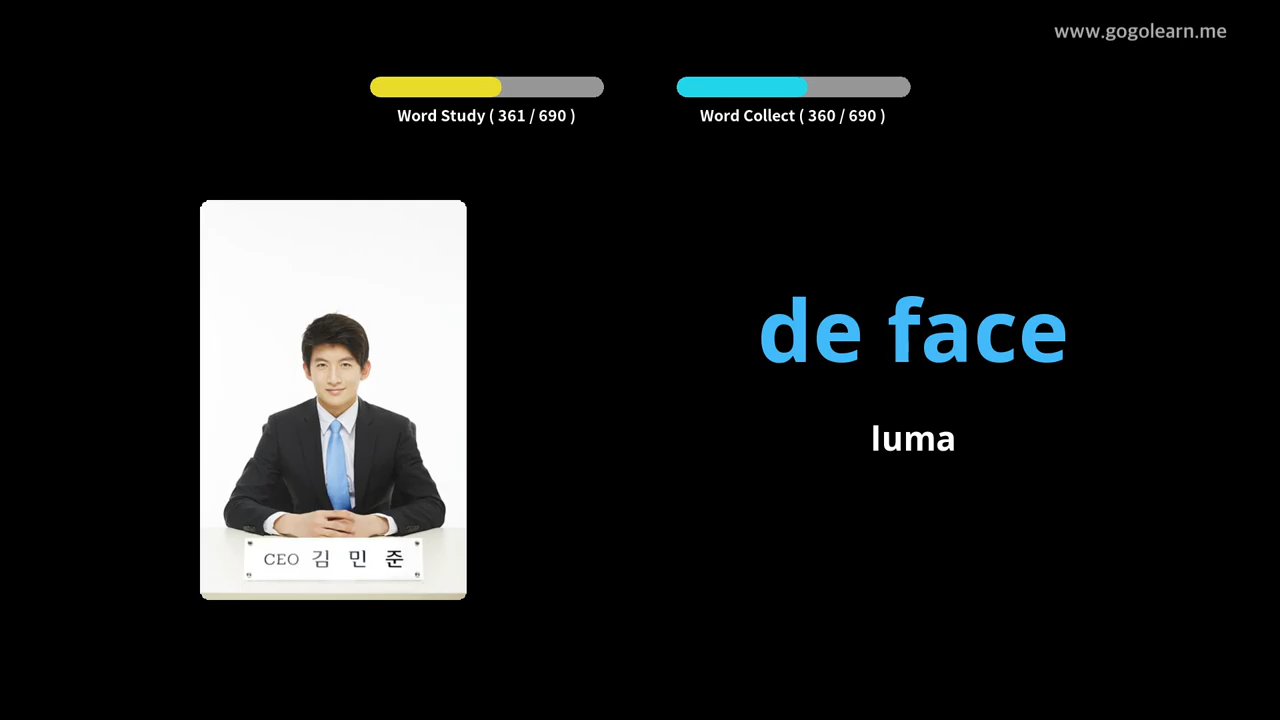 www.gogolearn.me
Word Study ( 361 / 690 )
Word Collect ( 360 / 690 )
de face
luma
CEO 김 민 준